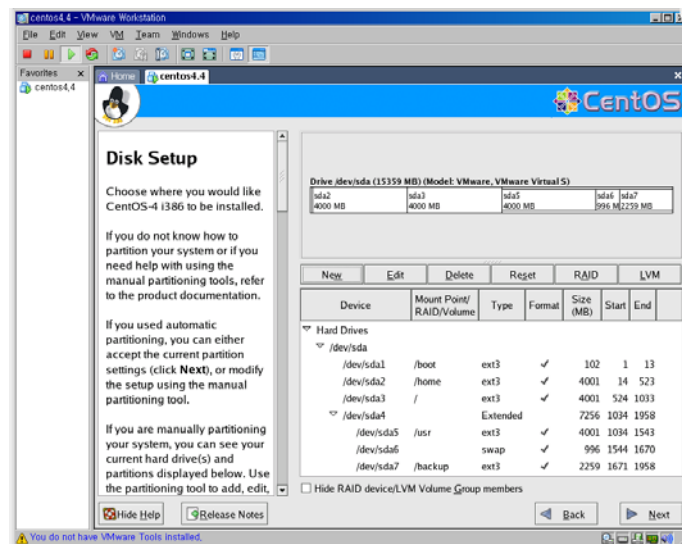 centos4.4 - VMware Workstation
File Edit View VM Team Windows Help
Favorites x
centos4.4
Home centos4.4 x
CentOS
Disk Setup
Choose where you would like
CentOS-4 i386 to be installed.
If you do not know how to
partition your system or if you
need help with using the
manual partitioning tools, refer
to the product documentation.
If you used automatic
partitioning, you can either
accept the current partition
settings (click Next), or modify
the setup using the manual
partitioning tool.
If you are manually partitioning
your system, you can see your
current hard drive(s) and
partitions displayed below. Use
the partitioning tool to add, edit,
Drive /dev/sda (15359 MB) (Model: VMware, VMware Virtual S)
sda2 sda3 sda5 sda6 sda7
4000 MB 4000 MB 4000 MB 996 M 2259 MB
New Edit Delete Reset RAID LVM
Device Mount Point/ RAID/Volume Type Format Size (MB) Start End
Hard Drives
/dev/sda
/dev/sda1 /boot ext3 ✓ 102 1 13
/dev/sda2 /home ext3 ✓ 4001 14 523
/dev/sda3 / ext3 ✓ 4001 524 1033
/dev/sda4 Extended 7256 1034 1958
/dev/sda5 /usr ext3 ✓ 4001 1034 1543
/dev/sda6 swap ✓ 996 1544 1670
/dev/sda7 /backup ext3 ✓ 2259 1671 1958
Hide RAID device/LVM Volume Group members
Hide Help Release Notes Back Next
You do not have VMware Tools installed.